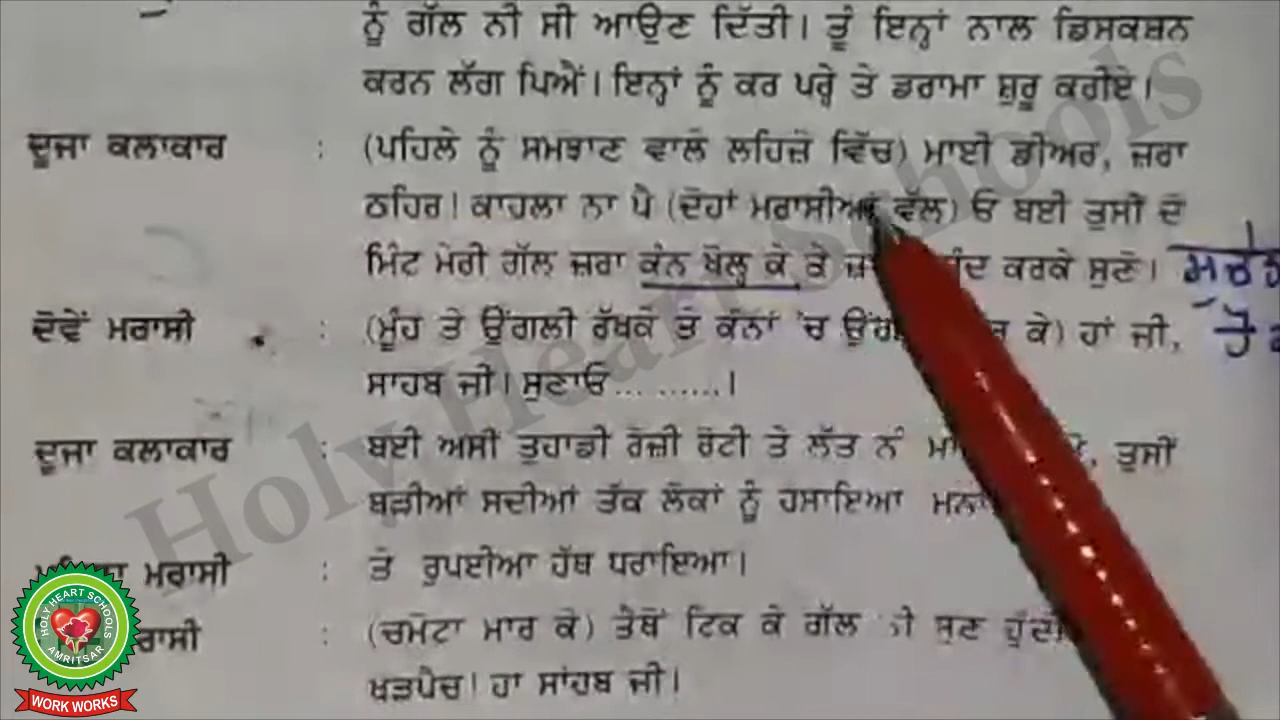 ਨੂੰ ਗੱਲ ਨੀ ਸੀ ਆਉਣ ਦਿੱਤੀ। ਤੂੰ ਇਨ੍ਹਾਂ ਨਾਲ ਡਿਸਕਸ਼ਨ
ਕਰਨ ਲੱਗ ਪਿਐਂ। ਇਨ੍ਹਾਂ ਨੂੰ ਕਰ ਪਰ੍ਹੇ ਤੇ ਡਰਾਮਾ ਸ਼ੁਰੂ ਕਰੀਏ।
ਦੂਜਾ ਕਲਾਕਾਰ : (ਪਹਿਲੇ ਨੂੰ ਸਮਝਾਣ ਵਾਲੇ ਲਹਿਜ਼ੇ ਵਿੱਚ) ਮਾਈ ਡੀਅਰ, ਜ਼ਰਾ
ਠਹਿਰ। ਕਾਹਲਾ ਨਾ ਪੈ (ਦੋਹਾਂ ਮਰਾਸੀਆਂ ਵੱਲ) ਓ ਬਈ ਤੁਸੀਂ ਦੋ
ਮਿੰਟ ਮੇਰੀ ਗੱਲ ਜ਼ਰਾ ਕੰਨ ਖੋਲ੍ਹ ਕੇ ਤੇ ਕਰਕੇ ਸੁਣੋ।
ਦੋਵੇਂ ਮਰਾਸੀ : (ਮੂੰਹ ਤੇ ਉਂਗਲੀ ਰੱਖਕੇ ਤੇ ਕੰਨਾਂ 'ਚ ਕੇ) ਹਾਂ ਜੀ,
ਸਾਹਬ ਜੀ। ਸੁਣਾਓ ... ......।
ਦੂਜਾ ਕਲਾਕਾਰ : ਬਈ ਅਸੀਂ ਤੁਹਾਡੀ ਰੋਜ਼ੀ ਰੋਟੀ ਤੇ ਲੱਤ ਨੰ , ਤੁਸੀਂ
ਬੜੀਆਂ ਸਦੀਆਂ ਤੱਕ ਲੋਕਾਂ ਨੂੰ ਹਸਾਇਆ
ਮਰਾਸੀ : ਤੇ ਰੁਪਈਆ ਹੱਥ ਧਰਾਇਆ।
: (ਚਮੋਟਾ ਮਾਰ ਕੇ) ਤੈਥੋਂ ਟਿਕ ਕੇ ਗੱਲ ਸੁਣ
ਖੜਪੈਚ। ਹਾ ਸਾਂਹਬ ਜੀ।
Holy Heart Schools
HOLY HEART SCHOOLS
AMRITSAR
WORK WORKS